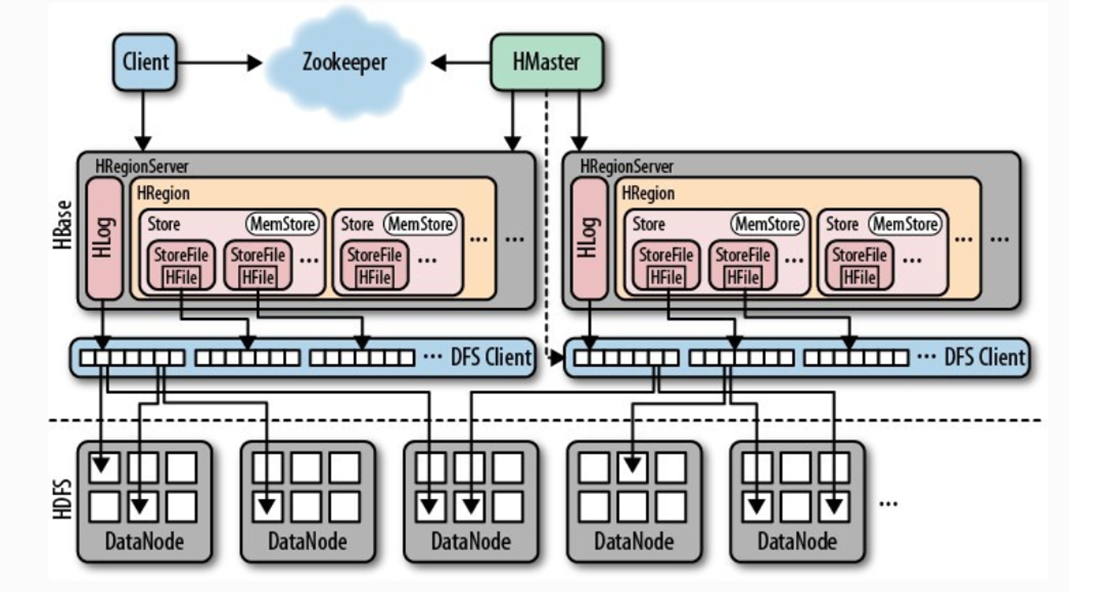 Client
Zookeeper
HMaster
HBase
HRegionServer
HLog
HRegion
Store
MemStore
StoreFile
HFile
StoreFile
HFile
...
Store
MemStore
StoreFile
HFile
...
...
...
HRegionServer
HLog
HRegion
Store
MemStore
StoreFile
HFile
StoreFile
HFile
...
Store
MemStore
StoreFile
HFile
...
...
...
... DFS Client
... DFS Client
HDFS
DataNode
DataNode
DataNode
DataNode
DataNode
...